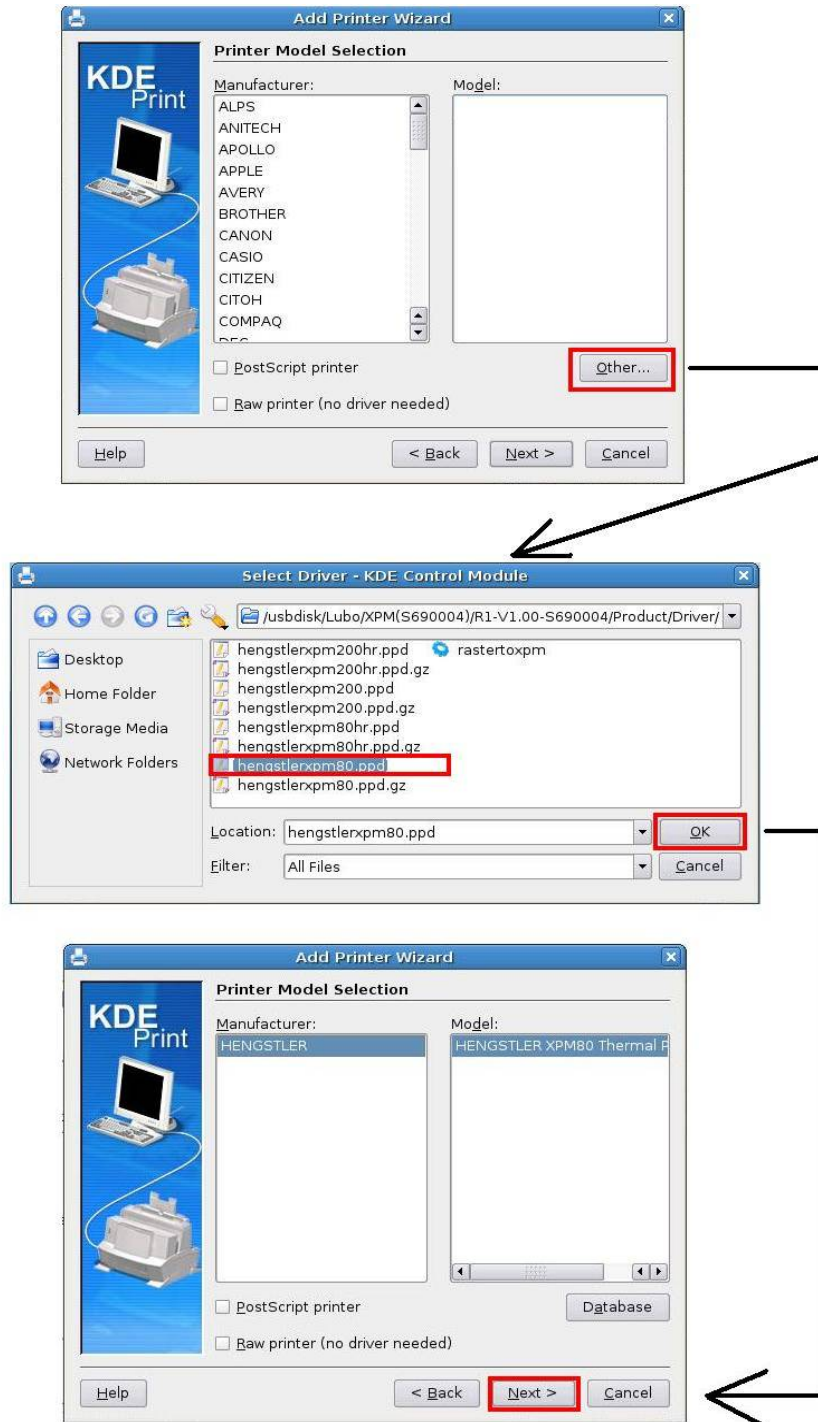 Add Printer Wizard
KDE
Print
Printer Model Selection
Manufacturer:
Model:
ALPS
ANITECH
APOLLO
APPLE
AVERY
BROTHER
CANON
CASIO
CITIZEN
CITOH
COMPAQ
DEC
PostScript printer
Other...
Raw printer (no driver needed)
Help
< Back
Next >
Cancel
Select Driver - KDE Control Module
/usbdisk/Lubo/XPM(S690004)/R1-V1.00-S690004/Product/Driver/
Desktop
Home Folder
Storage Media
Network Folders
hengstlerxpm200hr.ppd
hengstlerxpm200hr.ppd.gz
hengstlerxpm200.ppd
hengstlerxpm200.ppd.gz
hengstlerxpm80hr.ppd
hengstlerxpm80hr.ppd.gz
hengstlerxpm80.ppd
hengstlerxpm80.ppd.gz
rastertoxpm
Location: hengstlerxpm80.ppd
OK
Filter: All Files
Cancel
Add Printer Wizard
KDE
Print
Printer Model Selection
Manufacturer:
Model:
HENGSTLER
HENGSTLER XPM80 Thermal P
PostScript printer
Database
Raw printer (no driver needed)
Help
< Back
Next >
Cancel